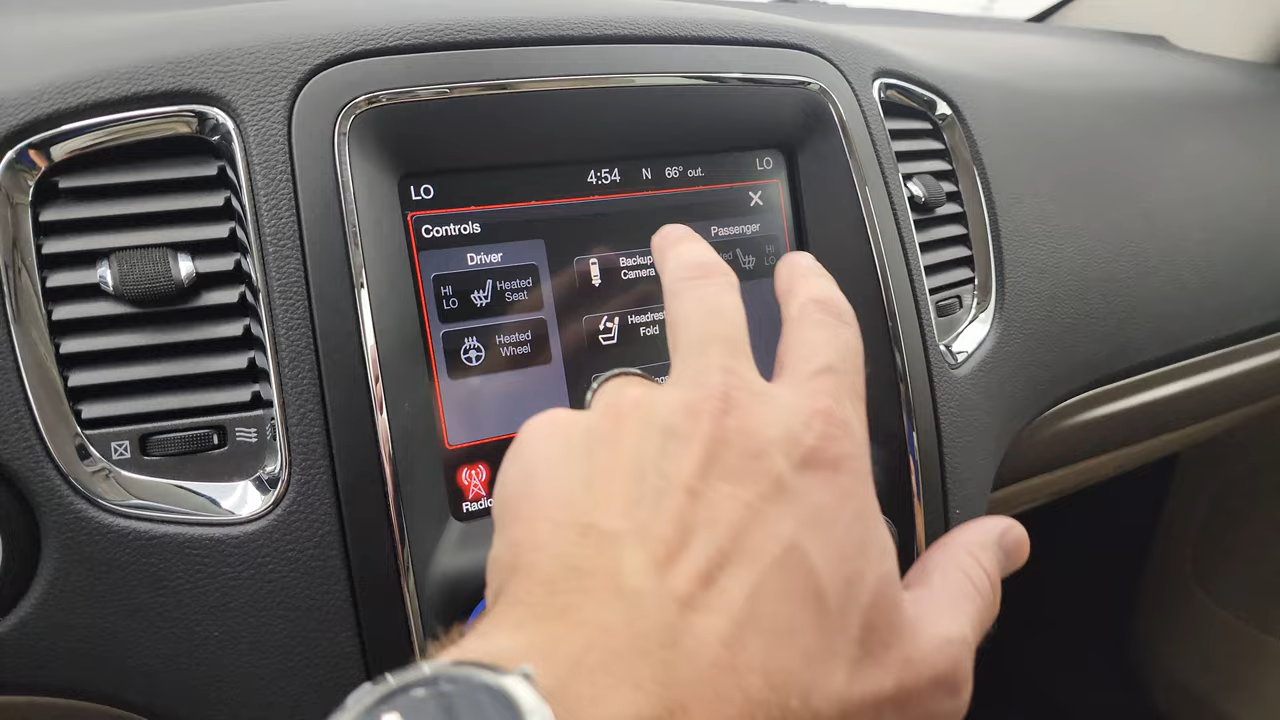 LO
4:54 N 66° out.
LO
Controls
Driver
HI
LO
Heated
Seat
Heated
Wheel
Backup
Camera
Headrest
Fold
Passenger
HI
LO
Radio